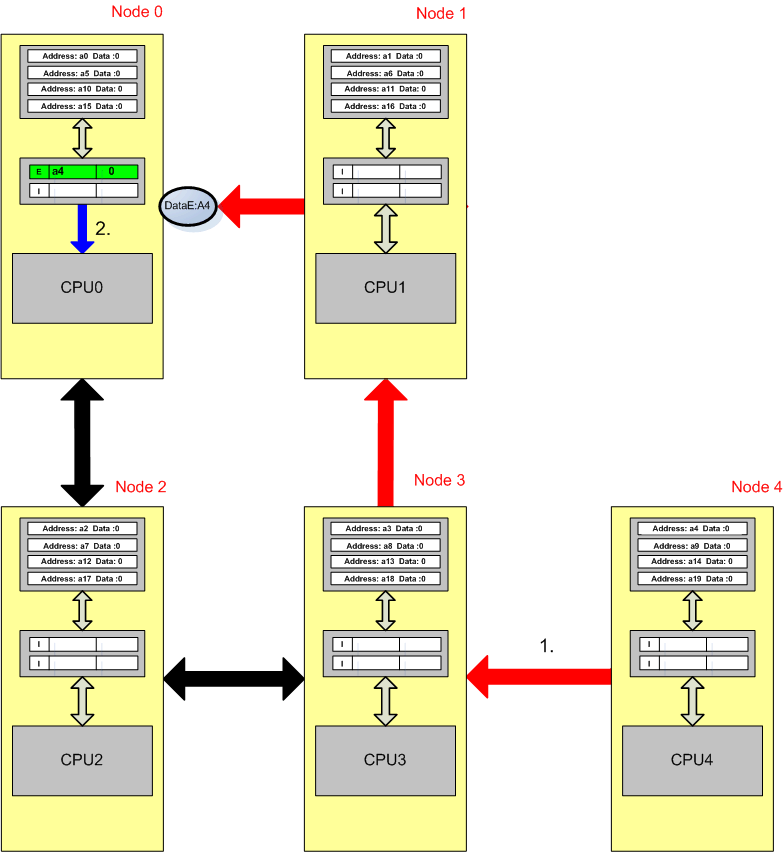 Node 0
Address: a0 Data :0
Address: a5 Data :0
Address: a10 Data: 0
Address: a15 Data :0
E a4 0
I
2.
CPU0
DataE:A4
Node 1
Address: a1 Data :0
Address: a6 Data :0
Address: a11 Data: 0
Address: a16 Data :0
I
I
CPU1
Node 2
Address: a2 Data :0
Address: a7 Data :0
Address: a12 Data: 0
Address: a17 Data :0
I
I
CPU2
Node 3
Address: a3 Data :0
Address: a8 Data :0
Address: a13 Data: 0
Address: a18 Data :0
I
I
CPU3
1.
Node 4
Address: a4 Data :0
Address: a9 Data :0
Address: a14 Data: 0
Address: a19 Data :0
I
I
CPU4